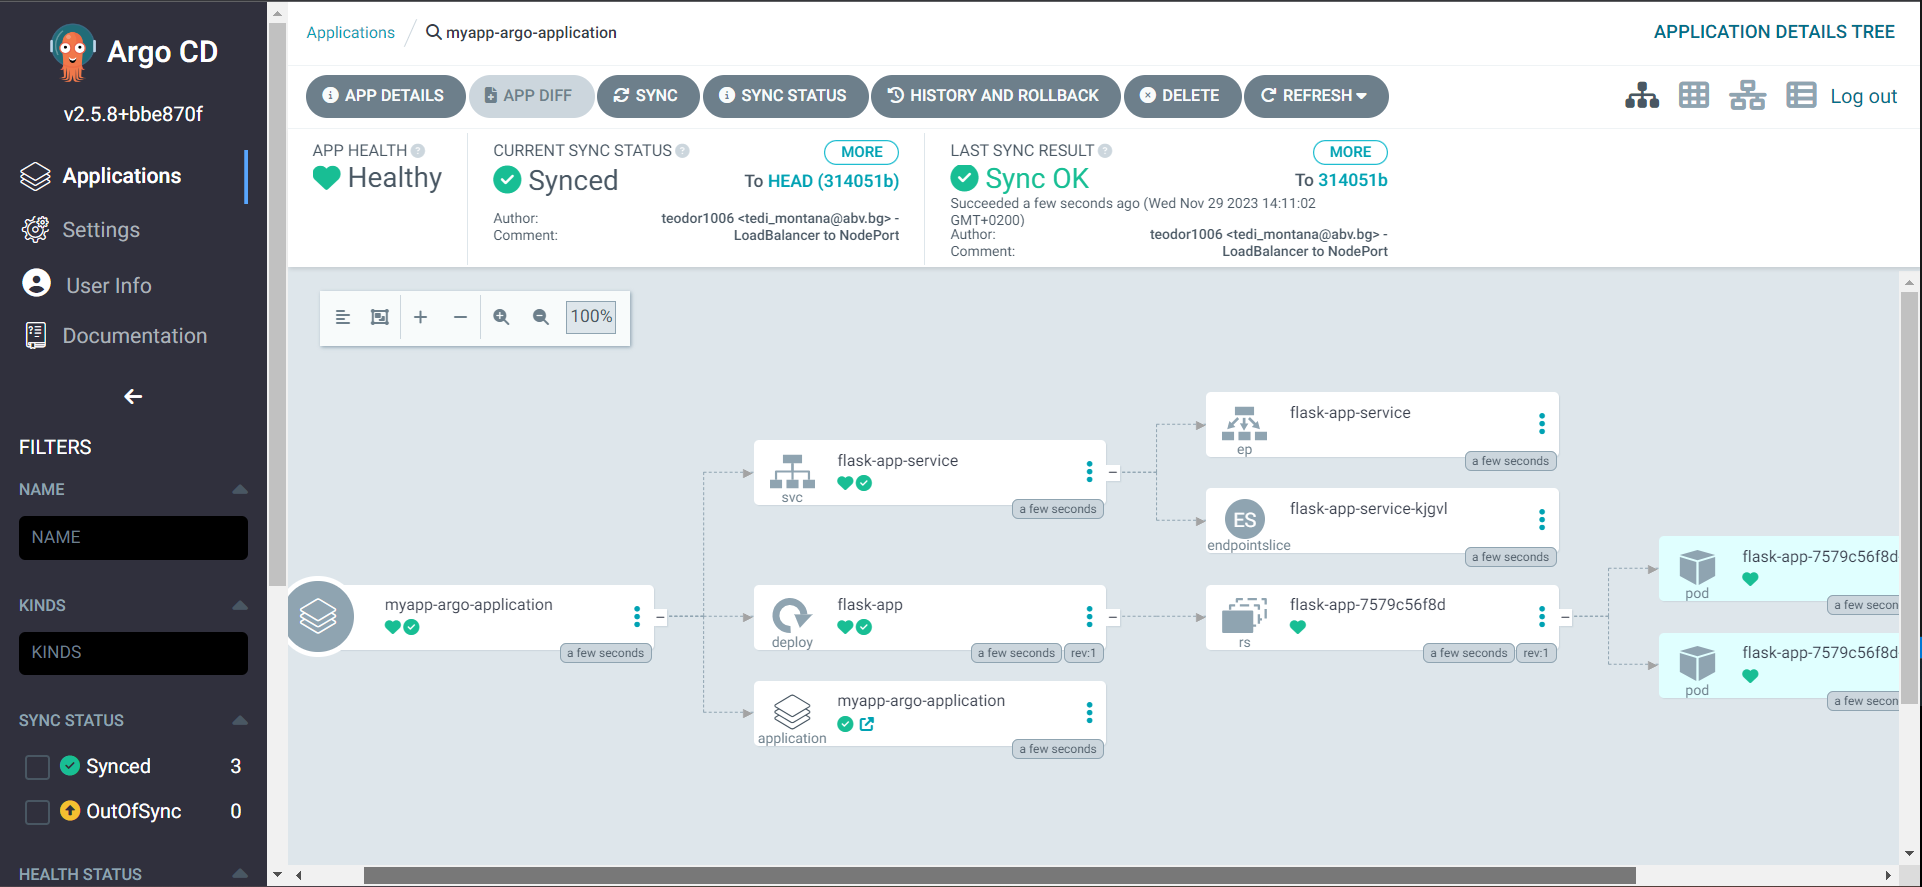 Argo CD
v2.5.8+bbe870f
Applications
Settings
User Info
Documentation
FILTERS
NAME
NAME
KINDS
KINDS
SYNC STATUS
Synced 3
OutOfSync 0
HEALTH STATUS
Applications / myapp-argo-application
APPLICATION DETAILS TREE
APP DETAILS APP DIFF SYNC SYNC STATUS HISTORY AND ROLLBACK DELETE REFRESH
Log out
APP HEALTH
Healthy
CURRENT SYNC STATUS MORE
Synced To HEAD (314051b)
Author: teodor1006 <tedi_montana@abv.bg> -
Comment: LoadBalancer to NodePort
LAST SYNC RESULT MORE
Sync OK To 314051b
Succeeded a few seconds ago (Wed Nov 29 2023 14:11:02
GMT+0200)
Author: teodor1006 <tedi_montana@abv.bg> -
Comment: LoadBalancer to NodePort
100%
myapp-argo-application
a few seconds
flask-app-service
svc
a few seconds
flask-app
deploy
a few seconds rev:1
myapp-argo-application
application
a few seconds
flask-app-service
ep
a few seconds
ES
flask-app-service-kjgvl
endpointslice
a few seconds
flask-app-7579c56f8d
rs
a few seconds rev:1
flask-app-7579c56f8d
pod
a few secon
flask-app-7579c56f8d
pod
a few secon